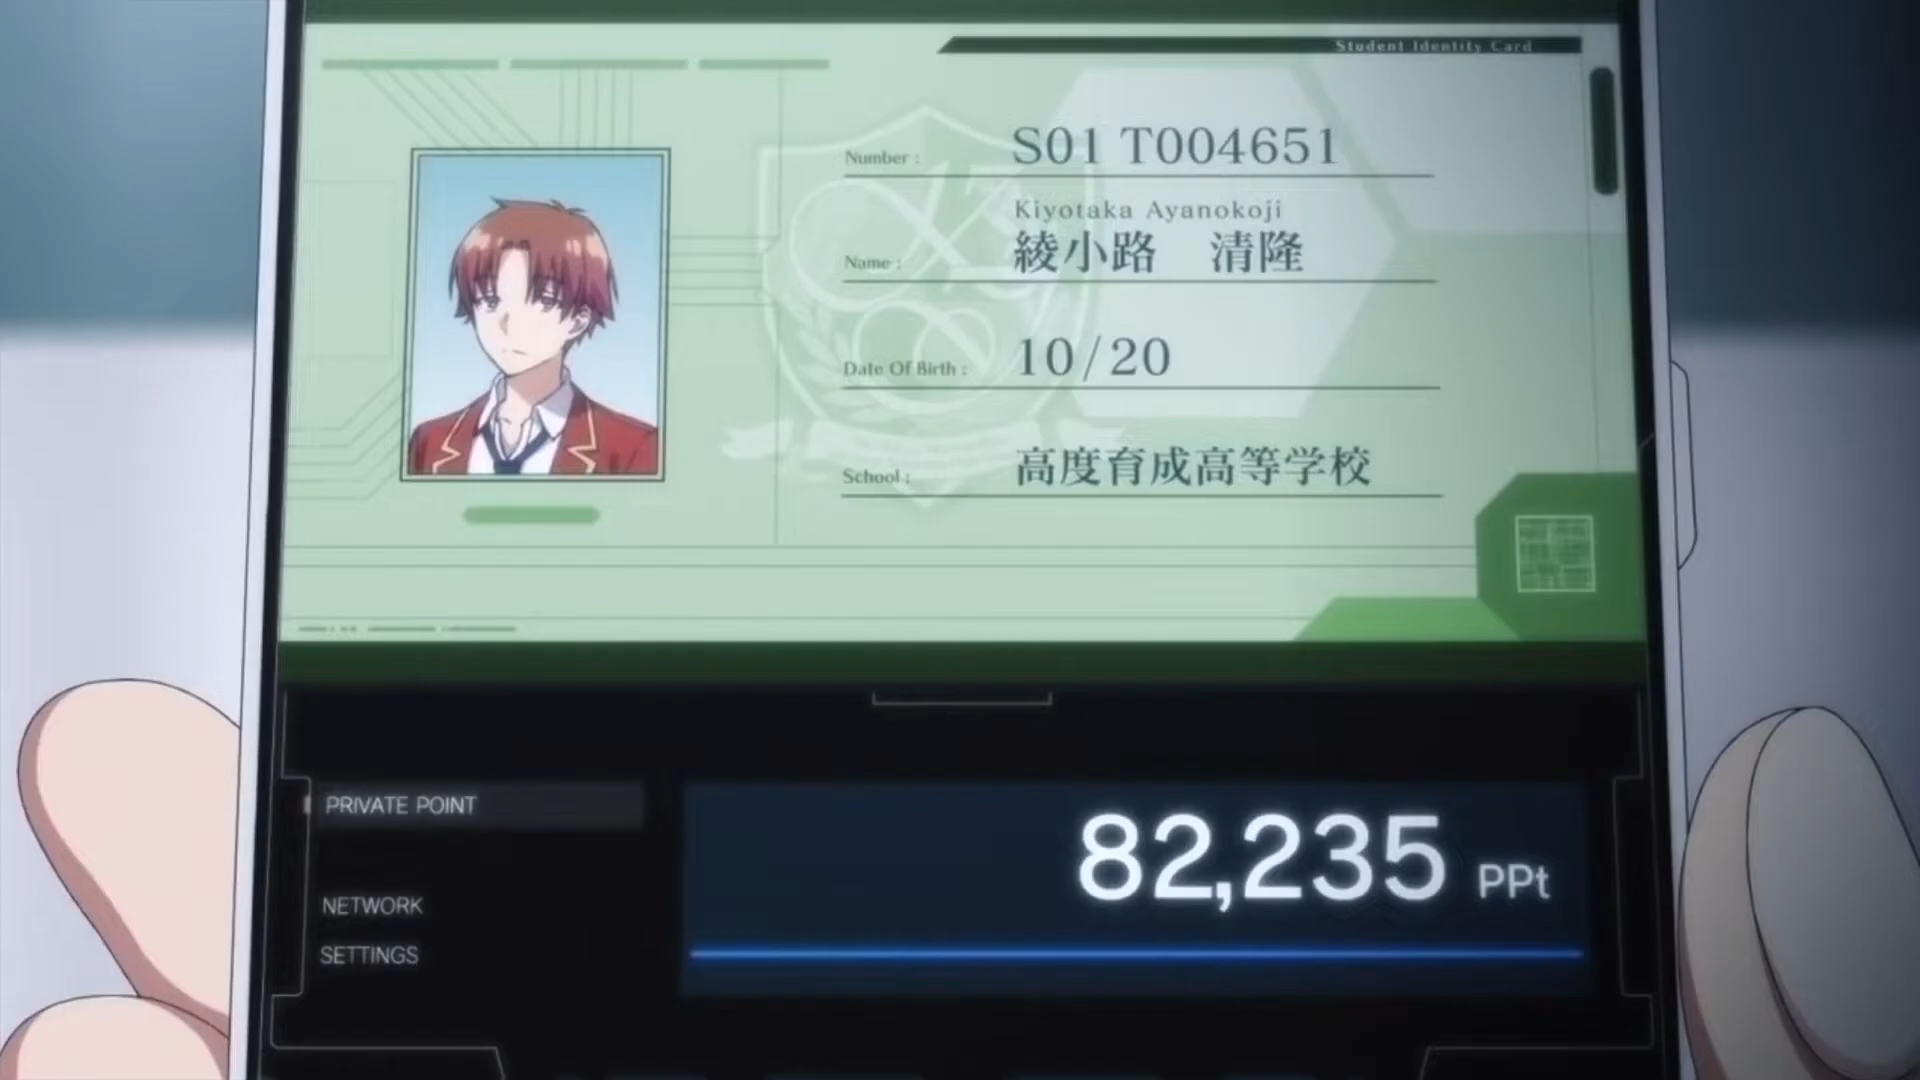 Student Identity Card
Number : S01 T004651
Kiyotaka Ayanokoji
Name : 綾小路 清隆
Date Of Birth : 10/20
School : 高度育成高等学校
PRIVATE POINT
82,235 PPt
NETWORK
SETTINGS